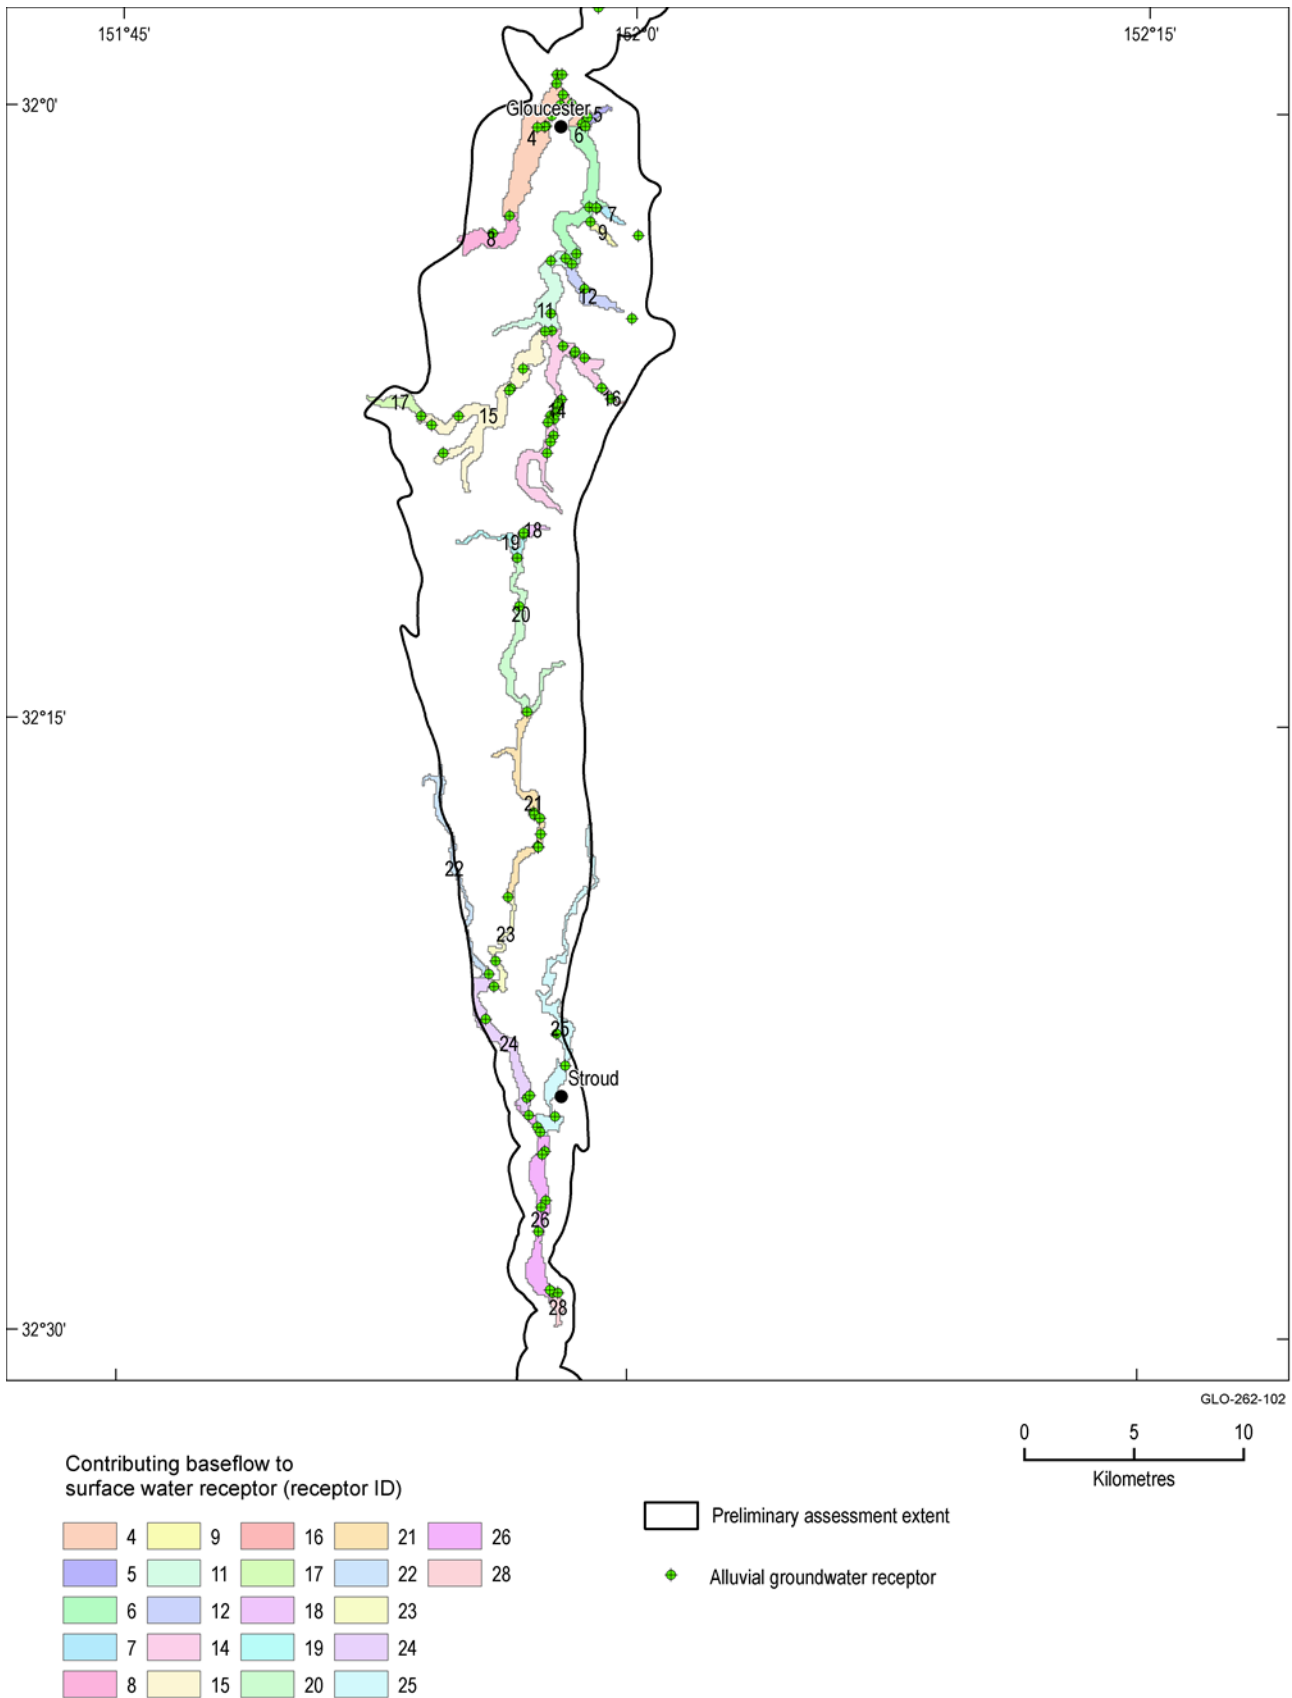 151°45'
152°0'
152°15'
32°0'
Gloucester
5
4
6
7
8
9
12
11
17
15
14
16
18
19
20
32°15'
21
22
23
25
24
Stroud
26
28
32°30'
GLO-262-102
0 5 10
Kilometres
Contributing baseflow to
surface water receptor (receptor ID)
4 9 16 21 26
5 11 17 22 28
6 12 18 23
7 14 19 24
8 15 20 25
Preliminary assessment extent
Alluvial groundwater receptor